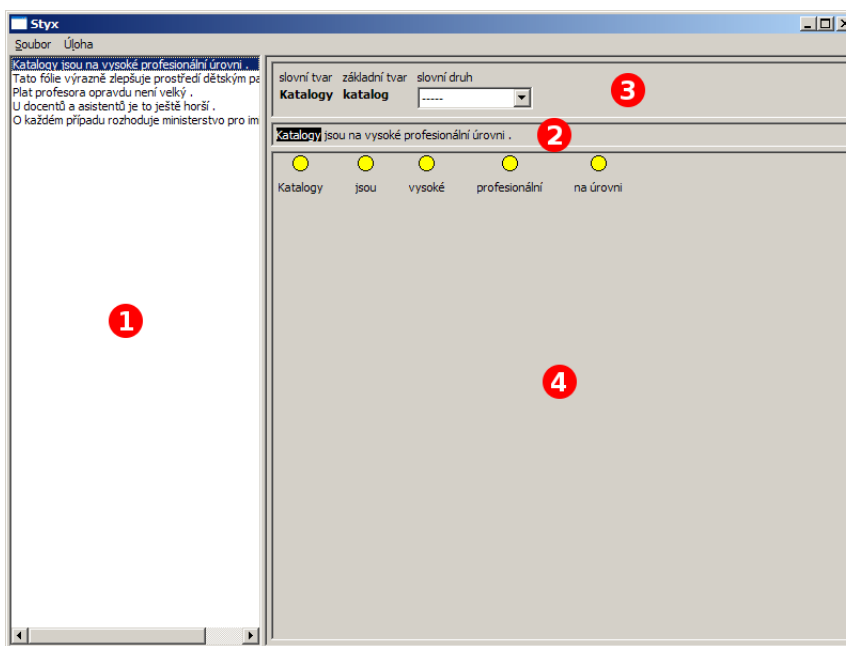 Styx
Soubor Úloha
Katalogy jsou na vysoké profesionální úrovni .
Tato fólie výrazně zlepšuje prostředí dětským pa
Plat profesora opravdu není velký .
U docentů a asistentů je to ještě horší .
O každém případu rozhoduje ministerstvo pro im
1
slovní tvar základní tvar slovní druh
Katalogy katalog -----
3
Katalogy jsou na vysoké profesionální úrovni .
2
Katalogy jsou vysoké profesionální na úrovni
4